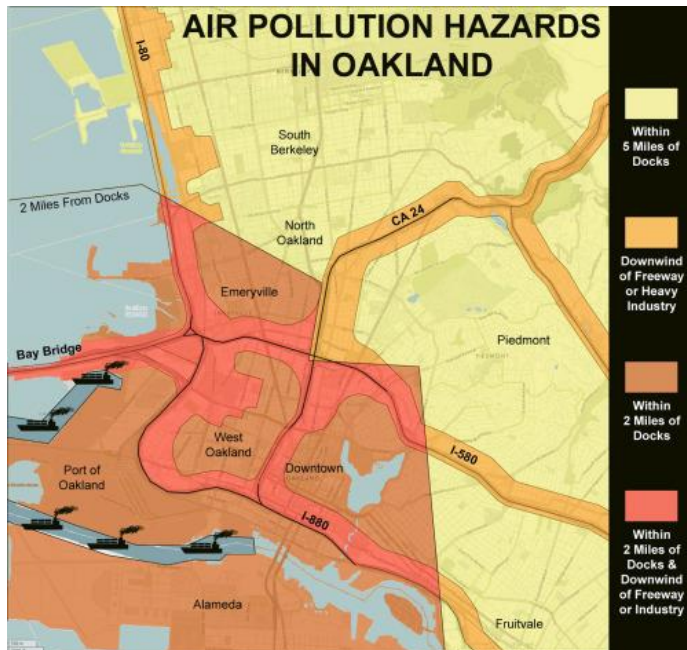 AIR POLLUTION HAZARDS
IN OAKLAND
I-80
South
Berkeley
2 Miles From Docks
North
Oakland
CA 24
Emeryville
Bay Bridge
Piedmont
PIEDMONT
West
Oakland
Downtown
OAKLAND
I-580
Port of
Oakland
I-880
Alameda
Fruitvale
Within
5 Miles of
Docks
Downwind
of Freeway
or Heavy
Industry
Within
2 Miles of
Docks
Within
2 Miles of
Docks &
Downwind
of Freeway
or Industry